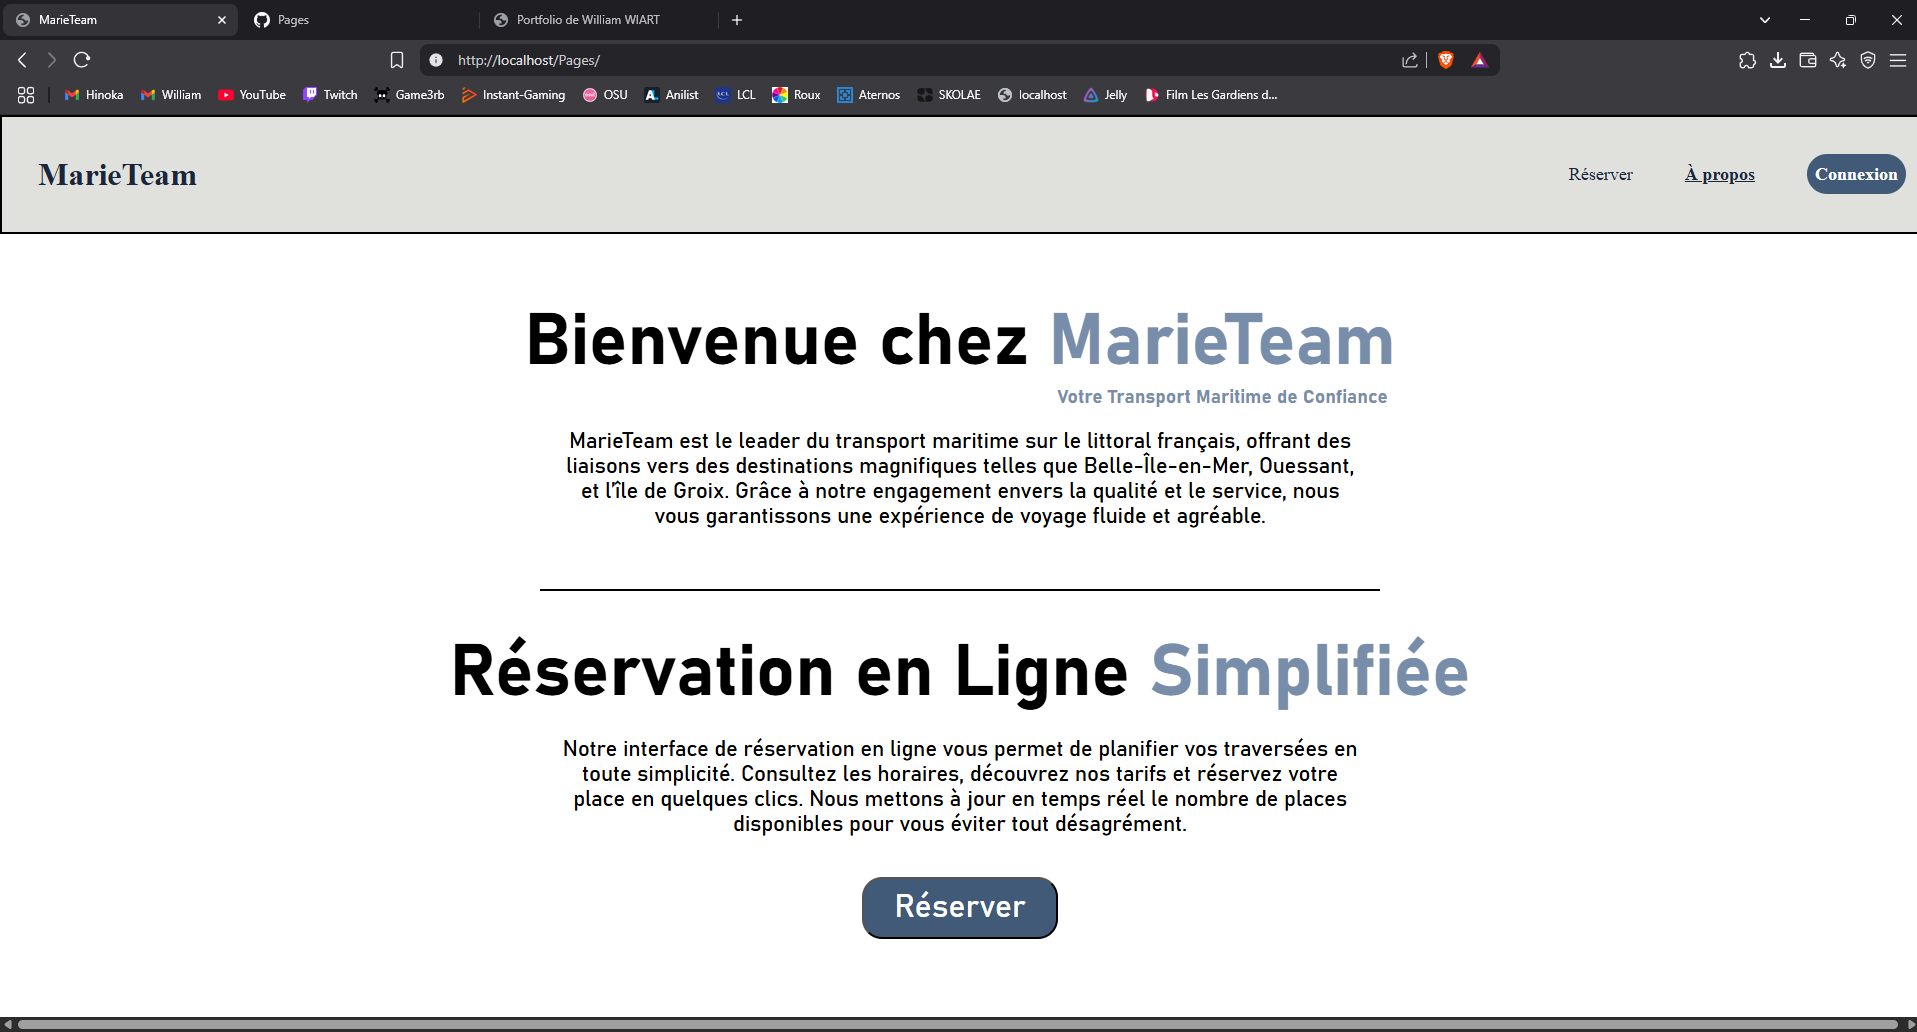 MarieTeam
Pages
Portfolio de William WIART
http://localhost/Pages/
Hinoka William YouTube Twitch Game3rb Instant-Gaming OSU Anilist LCL Roux Aternos SKOLAE localhost Jelly Film Les Gardiens d...
MarieTeam
Réserver À propos Connexion
Bienvenue chez MarieTeam
Votre Transport Maritime de Confiance
MarieTeam est le leader du transport maritime sur le littoral français, offrant des
liaisons vers des destinations magnifiques telles que Belle-Île-en-Mer, Ouessant,
et l'île de Groix. Grâce à notre engagement envers la qualité et le service, nous
vous garantissons une expérience de voyage fluide et agréable.
Réservation en Ligne Simplifiée
Notre interface de réservation en ligne vous permet de planifier vos traversées en
toute simplicité. Consultez les horaires, découvrez nos tarifs et réservez votre
place en quelques clics. Nous mettons à jour en temps réel le nombre de places
disponibles pour vous éviter tout désagrément.
Réserver